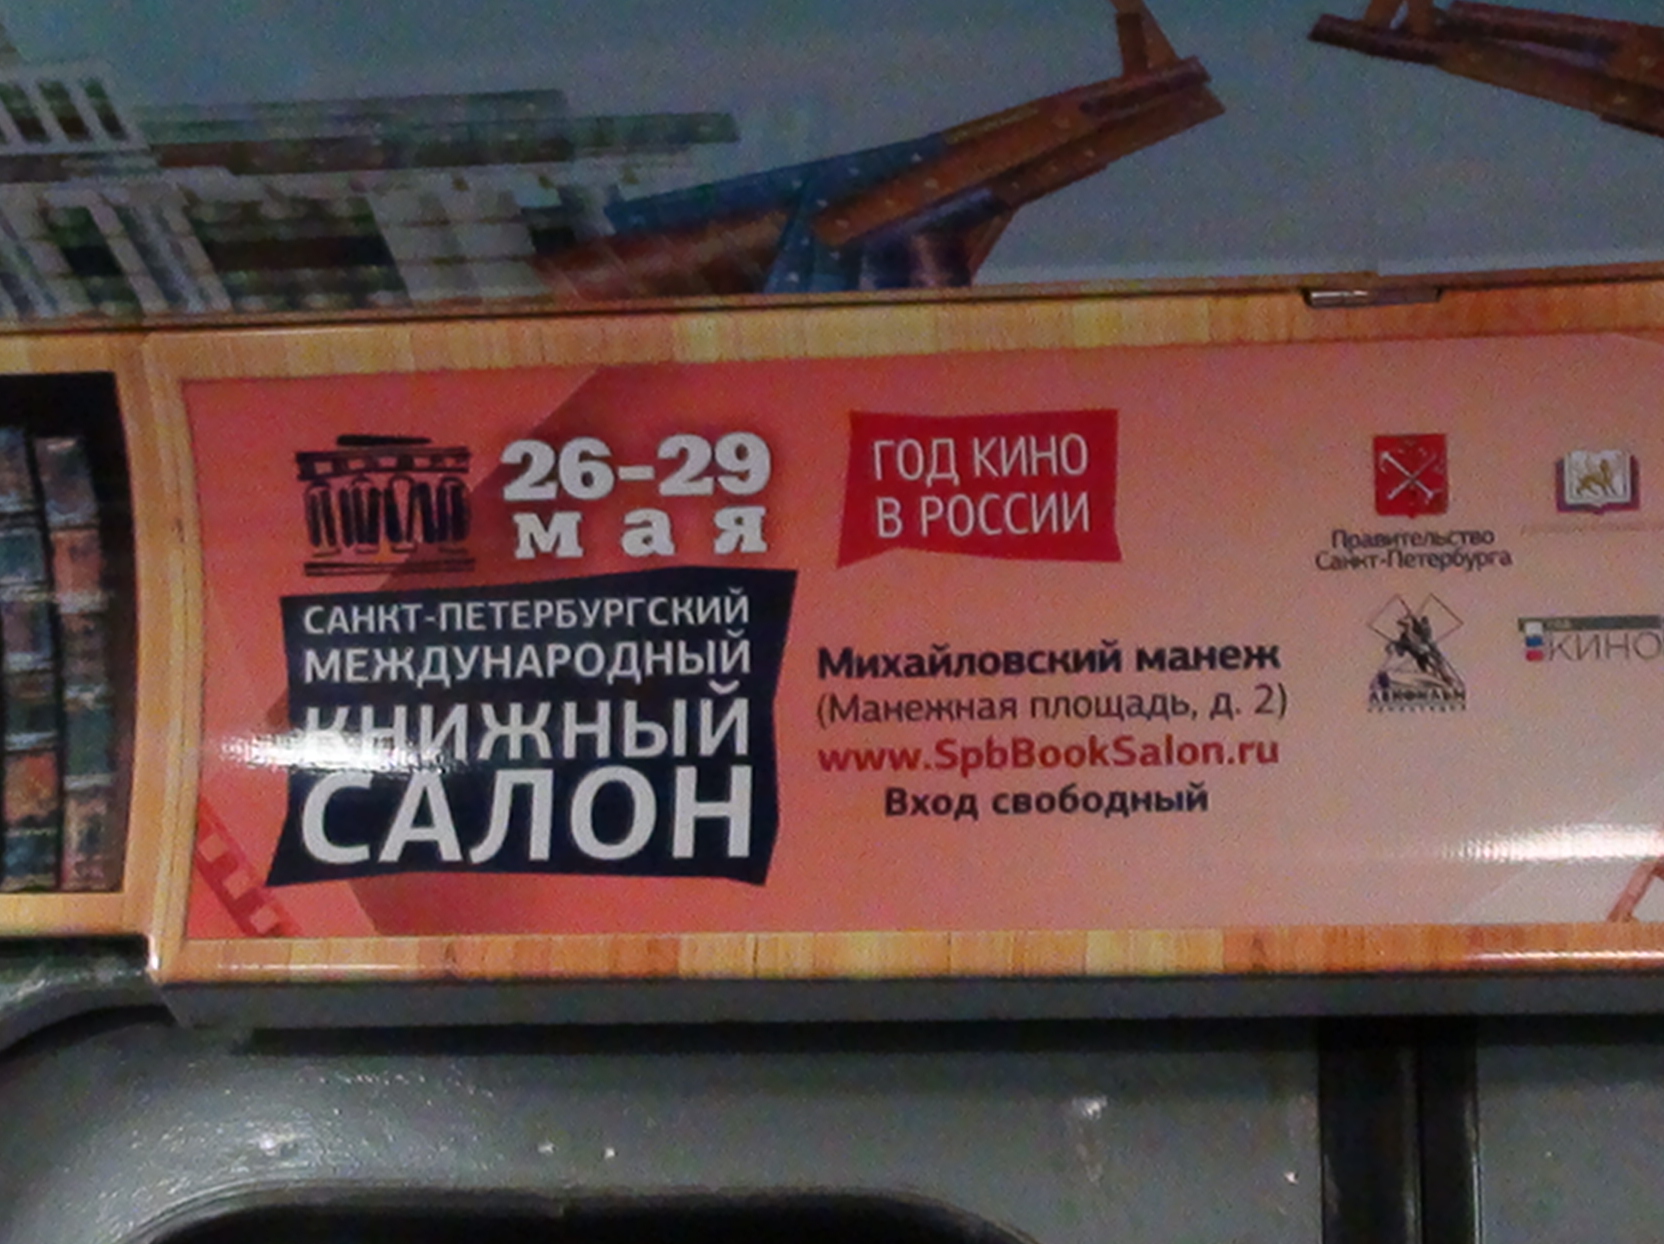 26-29
мая
САНКТ-ПЕТЕРБУРГСКИЙ
МЕЖДУНАРОДНЫЙ
КНИЖНЫЙ
САЛОН
ГОД КИНО
В РОССИИ
Михайловский манеж
(Манежная площадь, д. 2)
www.SpbBookSalon.ru
Вход свободный
Правительство
Санкт-Петербурга
ЛЕНФИЛЬМ
КИНО